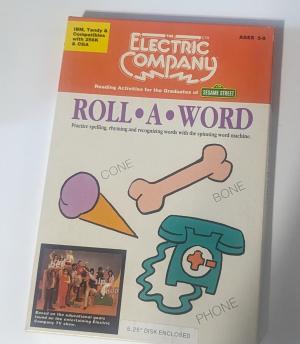 IBM, Tandy &
Compatibles
with 256K
& CGA
THE
ELECTRIC
COMPANY
AGES 5-8
Reading Activities for the Graduates of SESAME STREET
ROLL•A•WORD
Practice spelling, rhyming and recognizing words with the spinning word machine.
CONE
BONE
PHONE
Based on the educational goals
found on the entertaining Electric
Company TV show.
5.25" DISK ENCLOSED